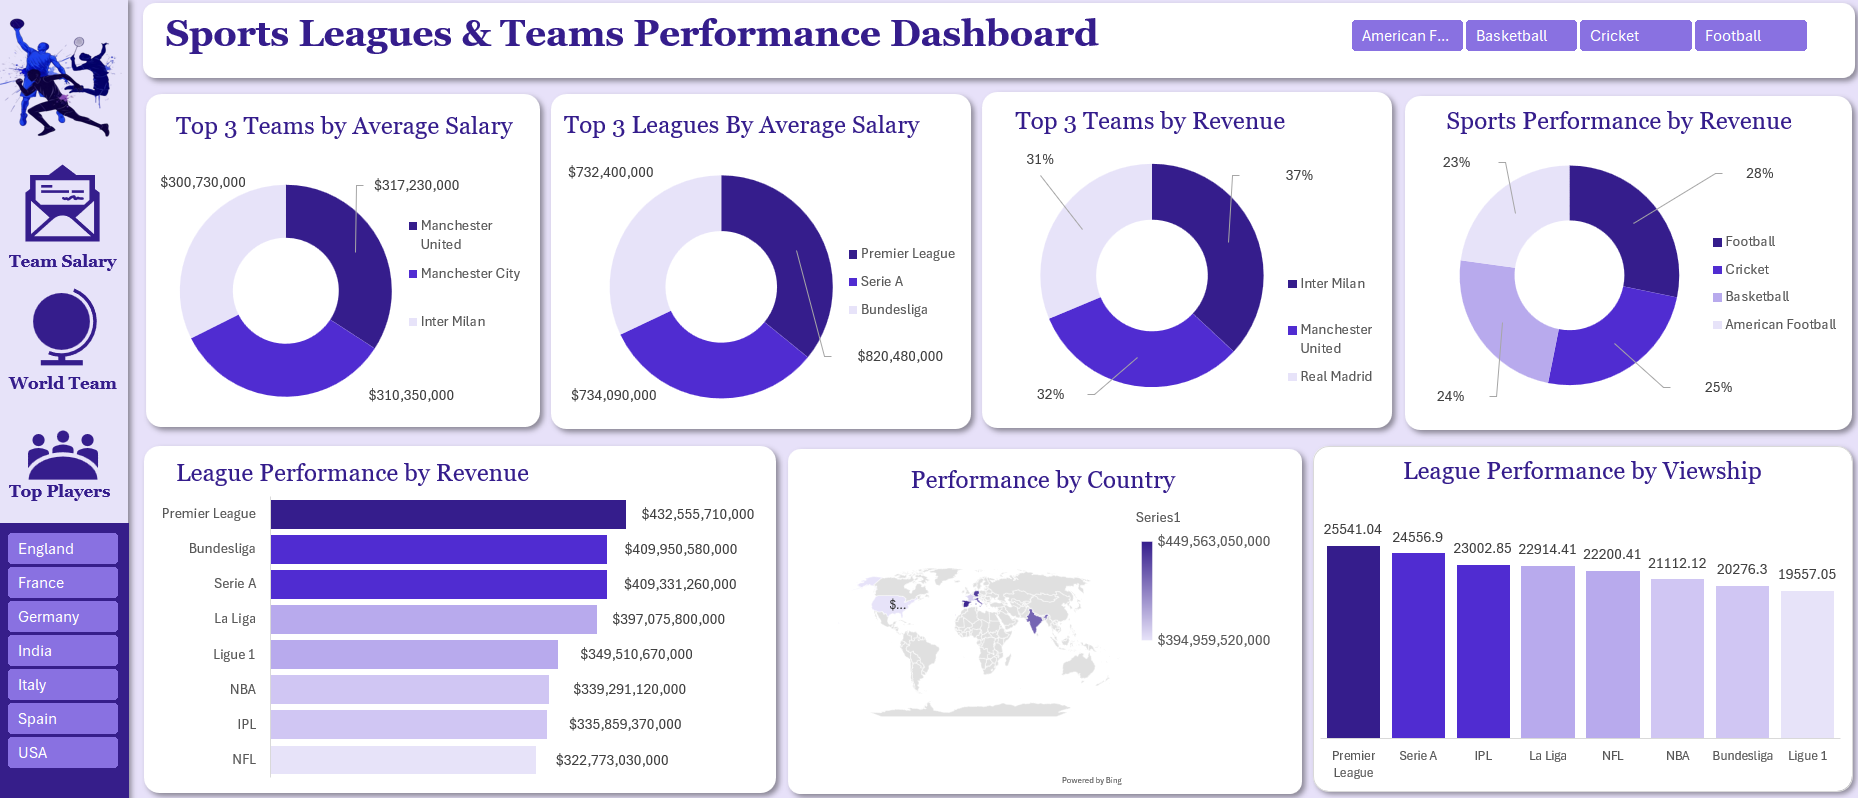 Sports Leagues & Teams Performance Dashboard
American F...
Basketball
Cricket
Football
Team Salary
World Team
Top Players
England
France
Germany
India
Italy
Spain
USA
Top 3 Teams by Average Salary
$300,730,000
$317,230,000
$310,350,000
Manchester
United
Manchester City
Inter Milan
Top 3 Leagues By Average Salary
$732,400,000
$820,480,000
$734,090,000
Premier League
Serie A
Bundesliga
Top 3 Teams by Revenue
31%
37%
32%
Inter Milan
Manchester
United
Real Madrid
Sports Performance by Revenue
23%
28%
24%
25%
Football
Cricket
Basketball
American Football
League Performance by Revenue
Premier League $432,555,710,000
Bundesliga $409,950,580,000
Serie A $409,331,260,000
La Liga $397,075,800,000
Ligue 1 $349,510,670,000
NBA $339,291,120,000
IPL $335,859,370,000
NFL $322,773,030,000
Performance by Country
Series1
$449,563,050,000
$394,959,520,000
$...
Powered by Bing
League Performance by Viewship
25541.04 24556.9 23002.85 22914.41 22200.41 21112.12 20276.3 19557.05
Premier Serie A IPL La Liga NFL NBA Bundesliga Ligue 1
League